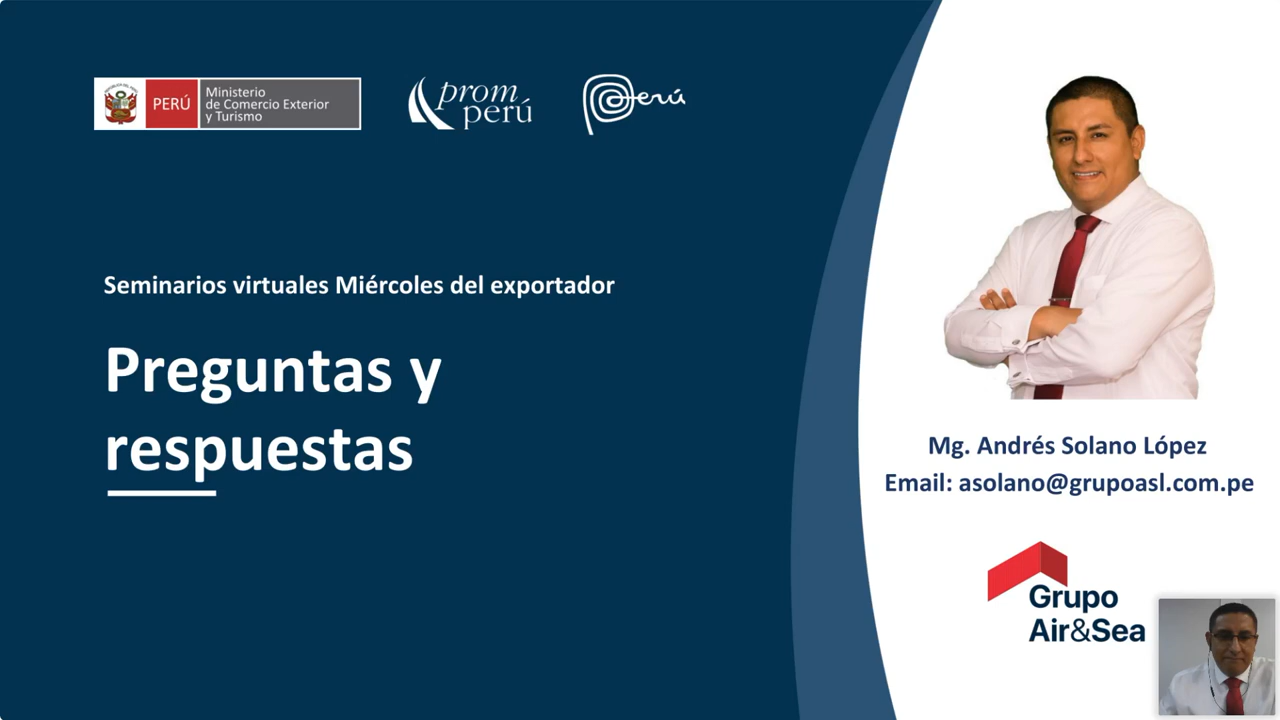 PERÚ
Ministerio
de Comercio Exterior
y Turismo
prom
perú
Perú
Seminarios virtuales Miércoles del exportador
Preguntas y
respuestas
Mg. Andrés Solano López
Email: asolano@grupoasl.com.pe
Grupo
Air&Sea